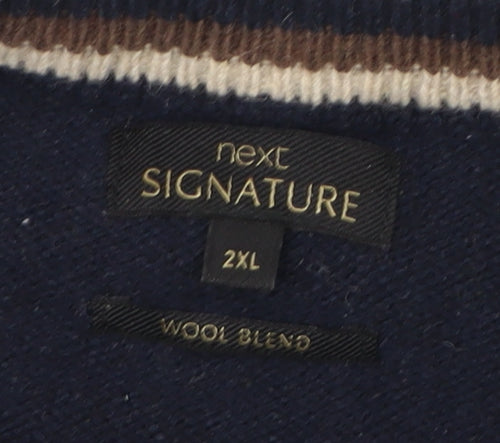 next
SIGNATURE
2XL
WOOL BLEND